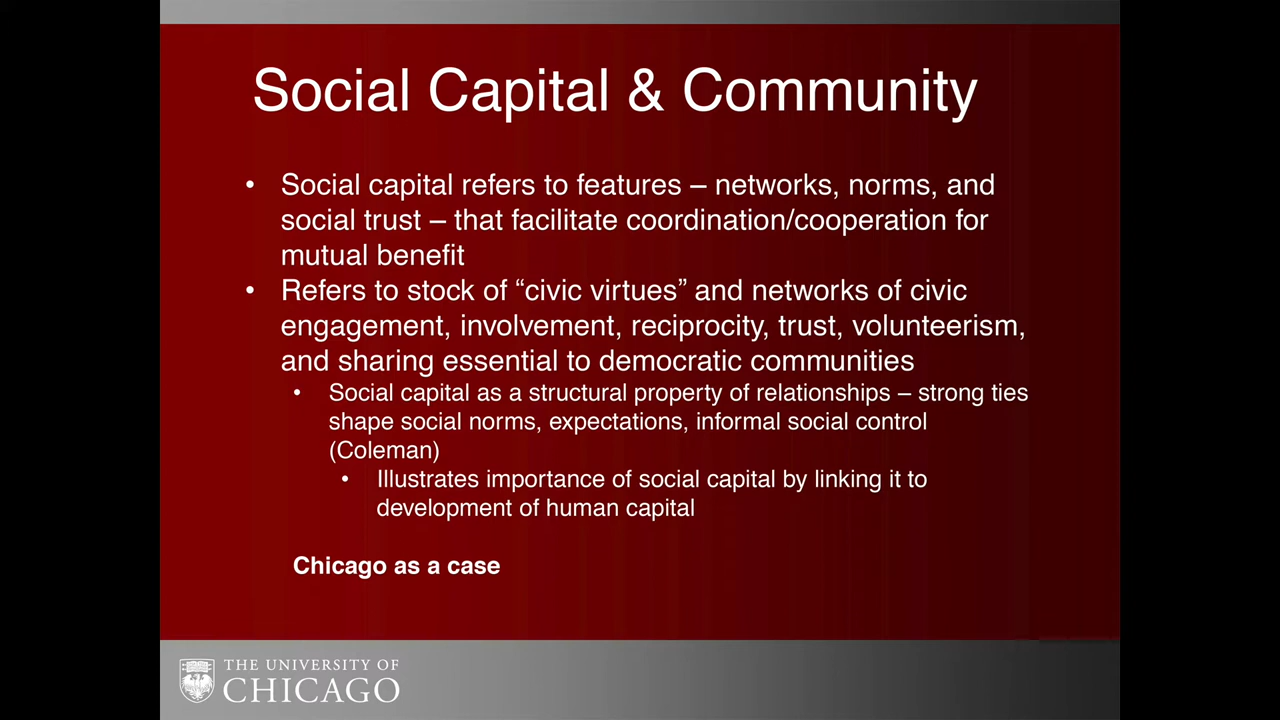 Social Capital & Community
• Social capital refers to features – networks, norms, and
social trust – that facilitate coordination/cooperation for
mutual benefit
• Refers to stock of “civic virtues” and networks of civic
engagement, involvement, reciprocity, trust, volunteerism,
and sharing essential to democratic communities
• Social capital as a structural property of relationships – strong ties
shape social norms, expectations, informal social control
(Coleman)
• Illustrates importance of social capital by linking it to
development of human capital
Chicago as a case
THE UNIVERSITY OF
CHICAGO